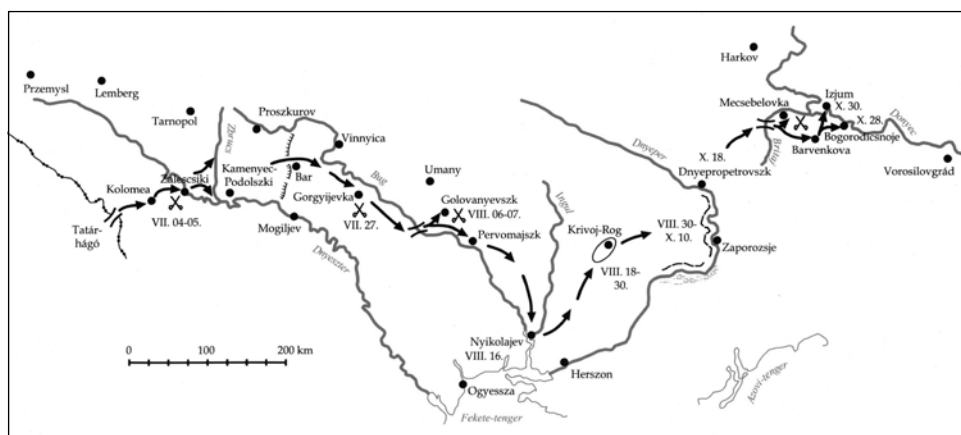 Harkov
Przemysl
Lemberg
Tarnopol
Proszkurov
Zbrucs
Vinnyica
Kamenyec-
Podolszki
Bar
Zalescsiki
Kolomea
VII. 04-05.
Tatár-
hágó
Mogiljev
Dnyeszter
Gorgyijevka
VII. 27.
Bug
Umany
Golovanyevszk
VIII. 06-07.
Pervomajszk
Ingul
Nyikolajev
VIII. 16.
Ogyessza
Fekete-tenger
Herszon
Krivoj-Rog
VIII. 18-
30.
VIII. 30-
X. 10.
Zaporozsje
Dnyeper
Dnyepropetrovszk
X. 18.
Mecsebelovka
Izjum
X. 30.
Donyec
X. 28.
Bogorodicsnoje
Barvenkova
Vorosilovgrád
Azovi-tenger
0 50 100 200 km